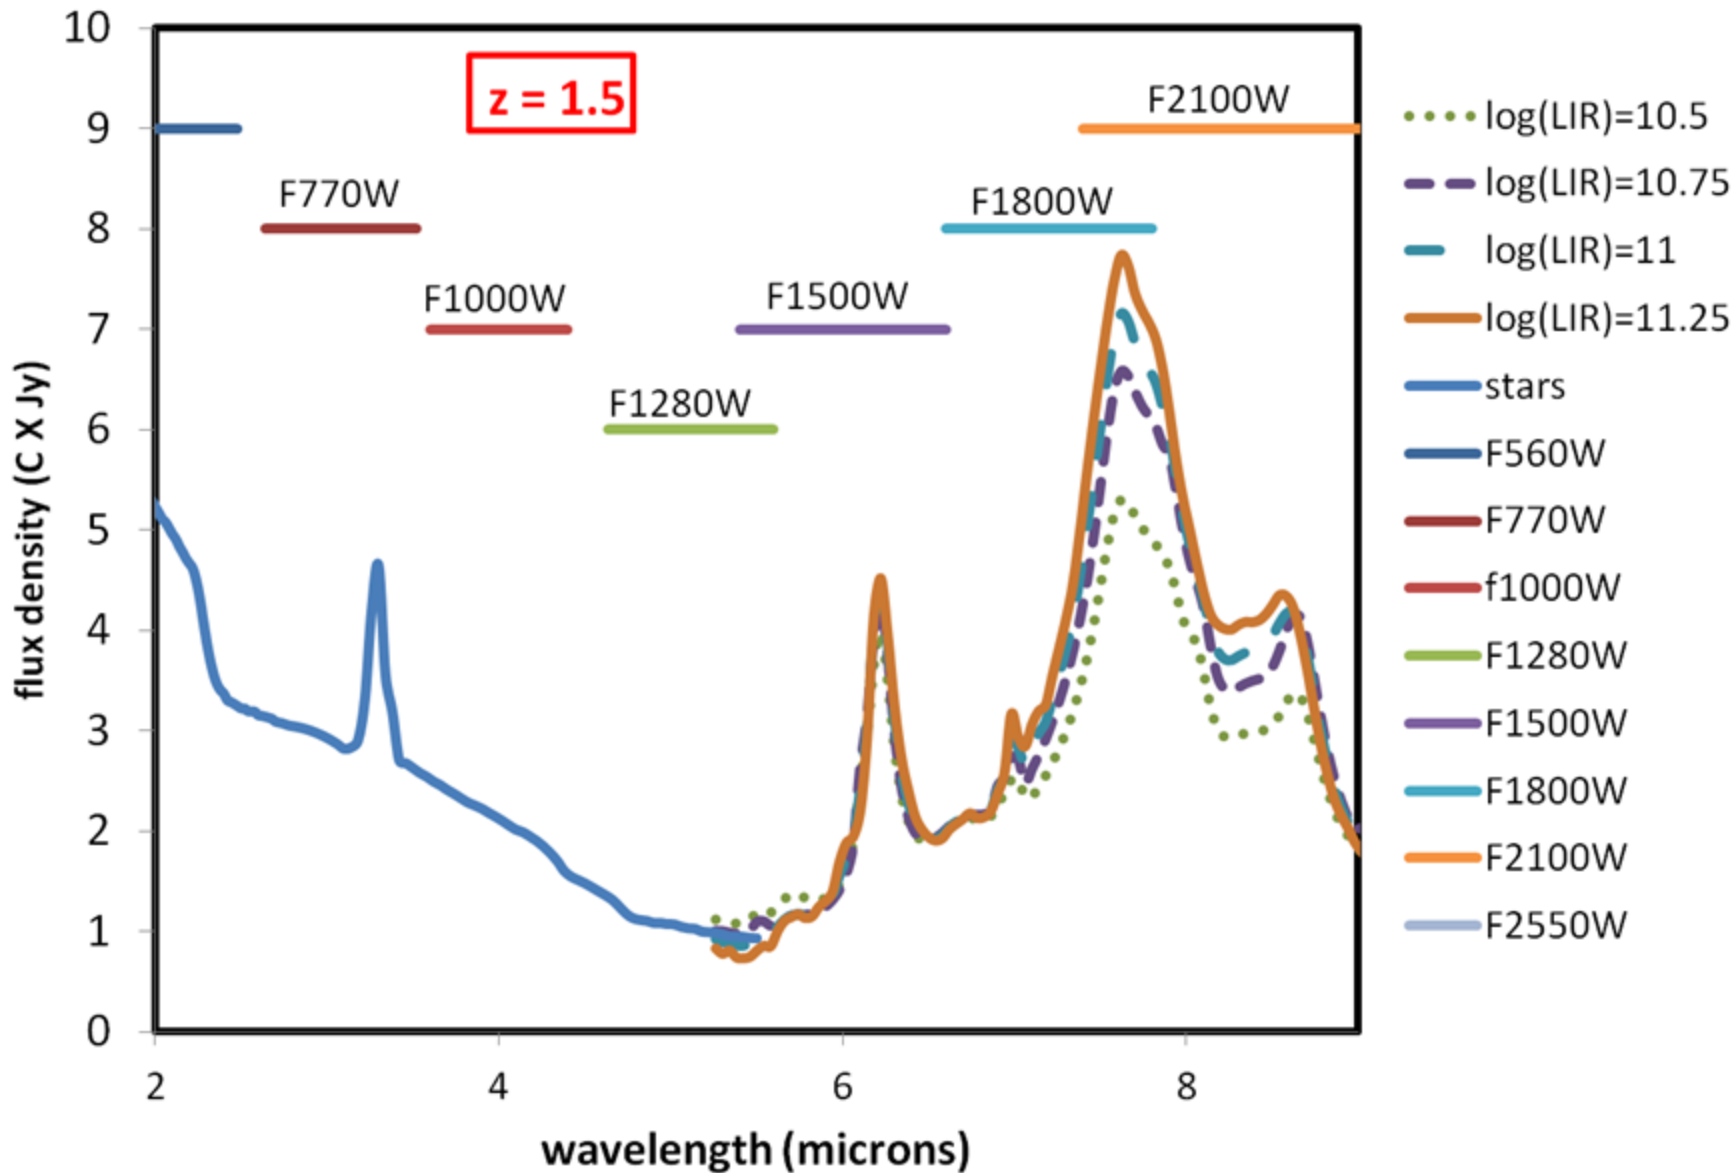 10
9
8
7
6
5
4
3
2
1
0
flux density (C X Jy)
z = 1.5
F2100W
F770W
F1800W
F1000W
F1500W
F1280W
2
4
6
8
wavelength (microns)
log(LIR)=10.5
log(LIR)=10.75
log(LIR)=11
log(LIR)=11.25
stars
F560W
F770W
f1000W
F1280W
F1500W
F1800W
F2100W
F2550W